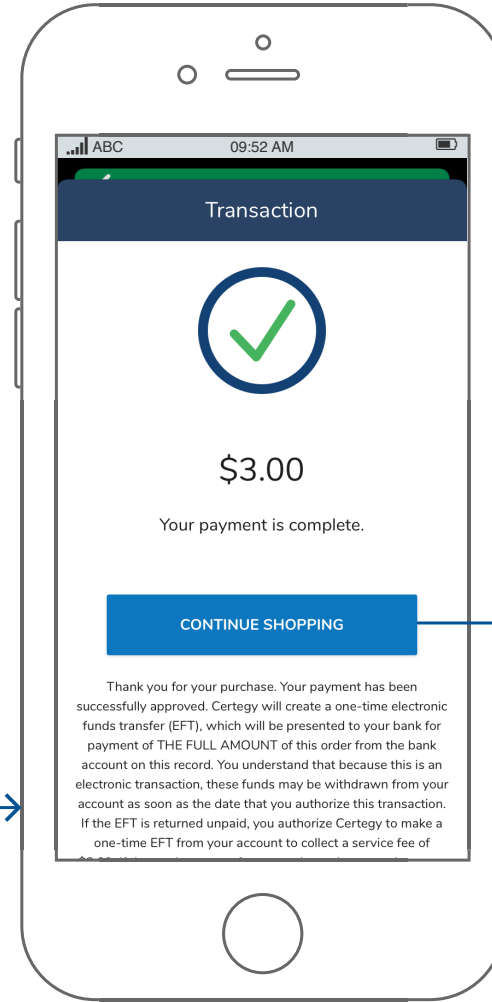 ABC 09:52 AM
Transaction
$3.00
Your payment is complete.
CONTINUE SHOPPING
Thank you for your purchase. Your payment has been
successfully approved. Certegy will create a one-time electronic
funds transfer (EFT), which will be presented to your bank for
payment of THE FULL AMOUNT of this order from the bank
account on this record. You understand that because this is an
electronic transaction, these funds may be withdrawn from your
account as soon as the date that you authorize this transaction.
If the EFT is returned unpaid, you authorize Certegy to make a
one-time EFT from your account to collect a service fee of